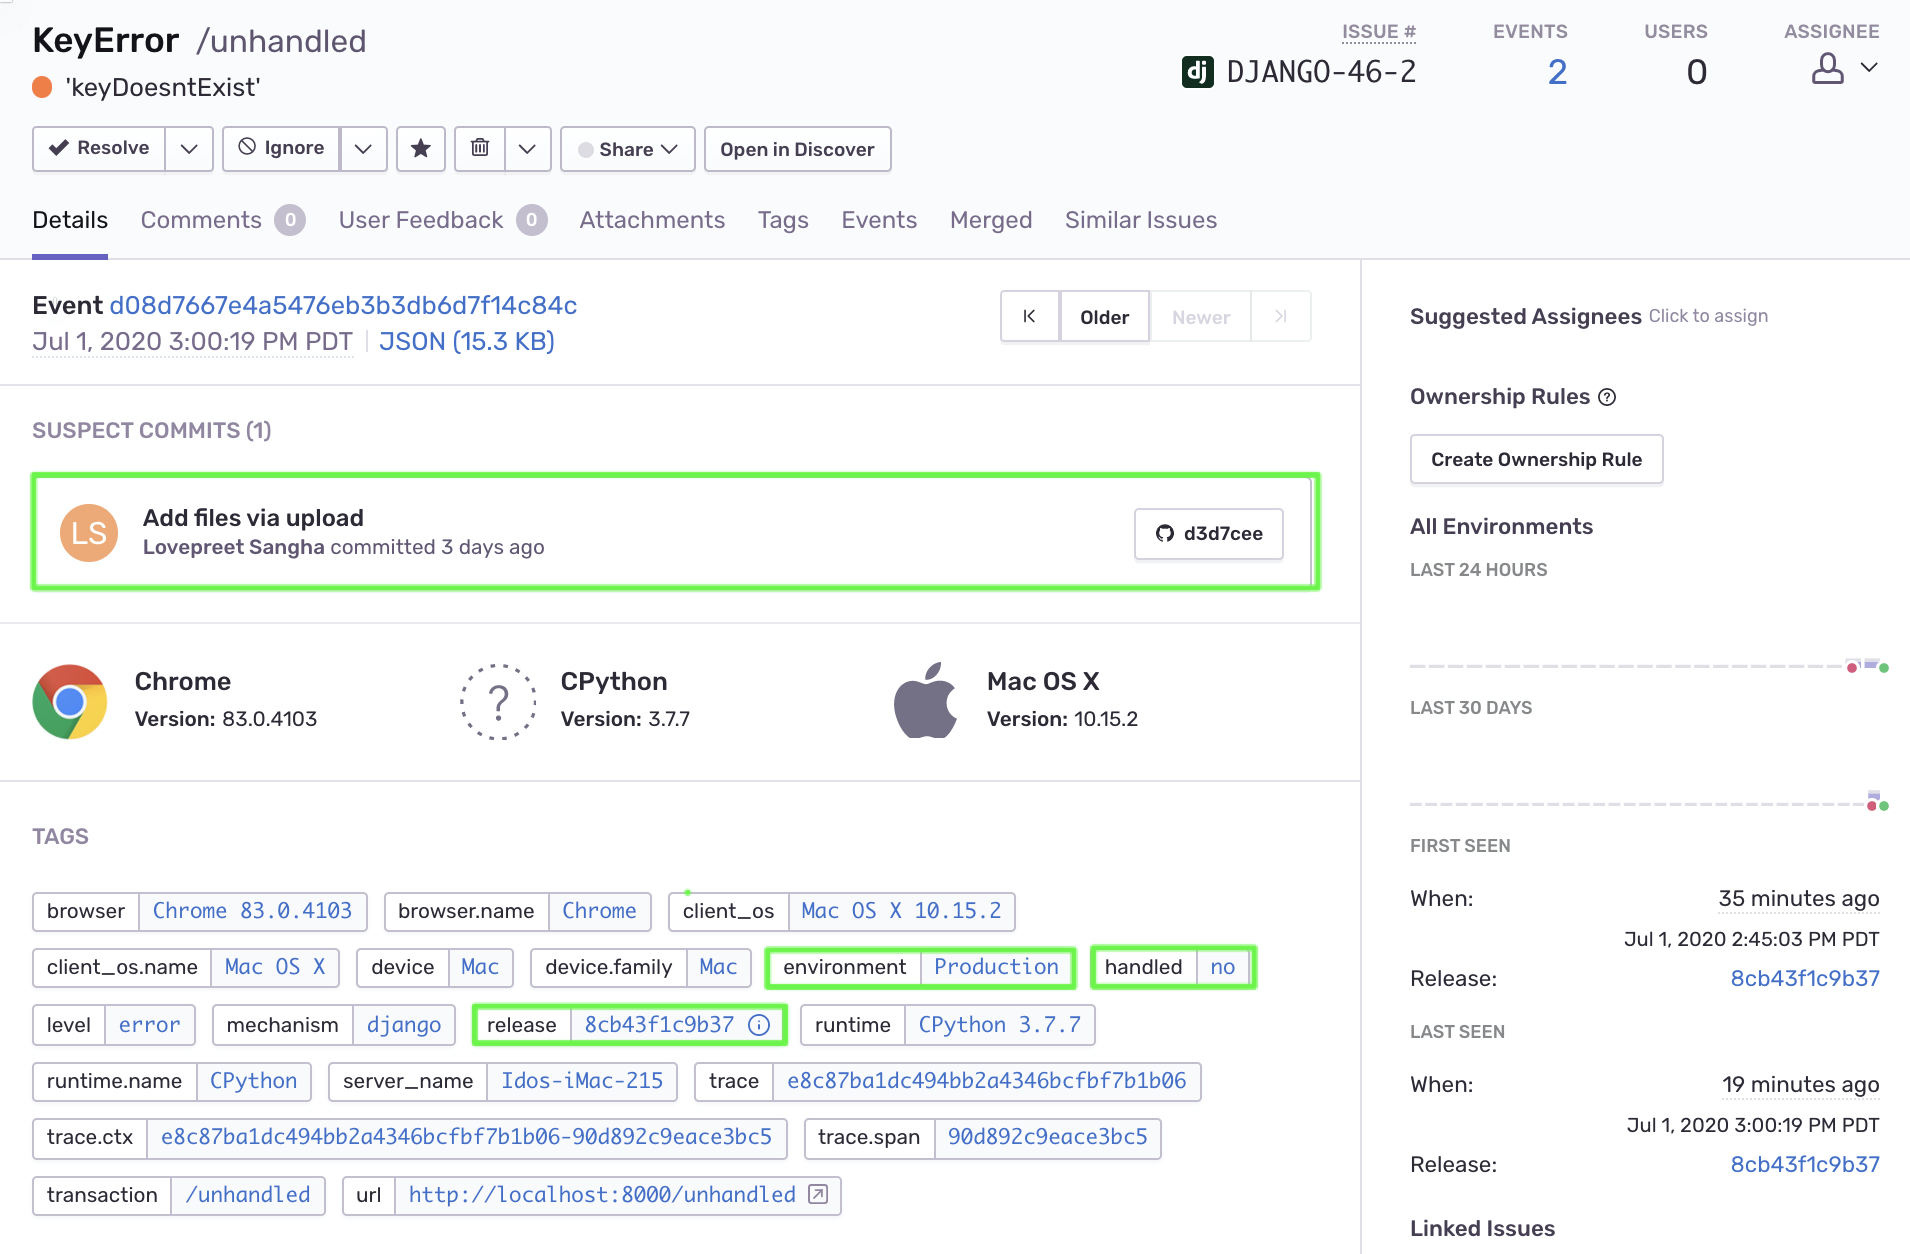 KeyError /unhandled
'keyDoesntExist'
ISSUE # EVENTS USERS ASSIGNEE
dj DJANGO-46-2 2 0
Resolve Ignore Share Open in Discover
Details Comments 0 User Feedback 0 Attachments Tags Events Merged Similar Issues
Event d08d7667e4a5476eb3b3db6d7f14c84c
Jul 1, 2020 3:00:19 PM PDT JSON (15.3 KB)
Older Newer
SUSPECT COMMITS (1)
LS
Add files via upload
Lovepreet Sangha committed 3 days ago
d3d7cee
Chrome
Version: 83.0.4103
?
CPython
Version: 3.7.7
Mac OS X
Version: 10.15.2
TAGS
browser Chrome 83.0.4103 browser.name Chrome client_os Mac OS X 10.15.2
client_os.name Mac OS X device Mac device.family Mac environment Production handled no
level error mechanism django release 8cb43f1c9b37 runtime CPython 3.7.7
runtime.name CPython server_name Idos-iMac-215 trace e8c87ba1dc494bb2a4346bcfbf7b1b06
trace.ctx e8c87ba1dc494bb2a4346bcfbf7b1b06-90d892c9eace3bc5 trace.span 90d892c9eace3bc5
transaction /unhandled url http://localhost:8000/unhandled
Suggested Assignees Click to assign
Ownership Rules ?
Create Ownership Rule
All Environments
LAST 24 HOURS
LAST 30 DAYS
FIRST SEEN
When: 35 minutes ago
Jul 1, 2020 2:45:03 PM PDT
Release: 8cb43f1c9b37
LAST SEEN
When: 19 minutes ago
Jul 1, 2020 3:00:19 PM PDT
Release: 8cb43f1c9b37
Linked Issues